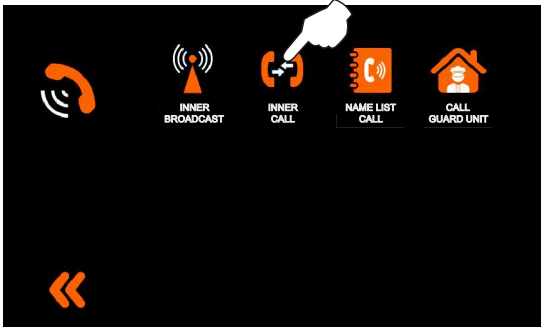 INNER
BROADCAST
INNER
CALL
NAME LIST
CALL
CALL
GUARD UNIT